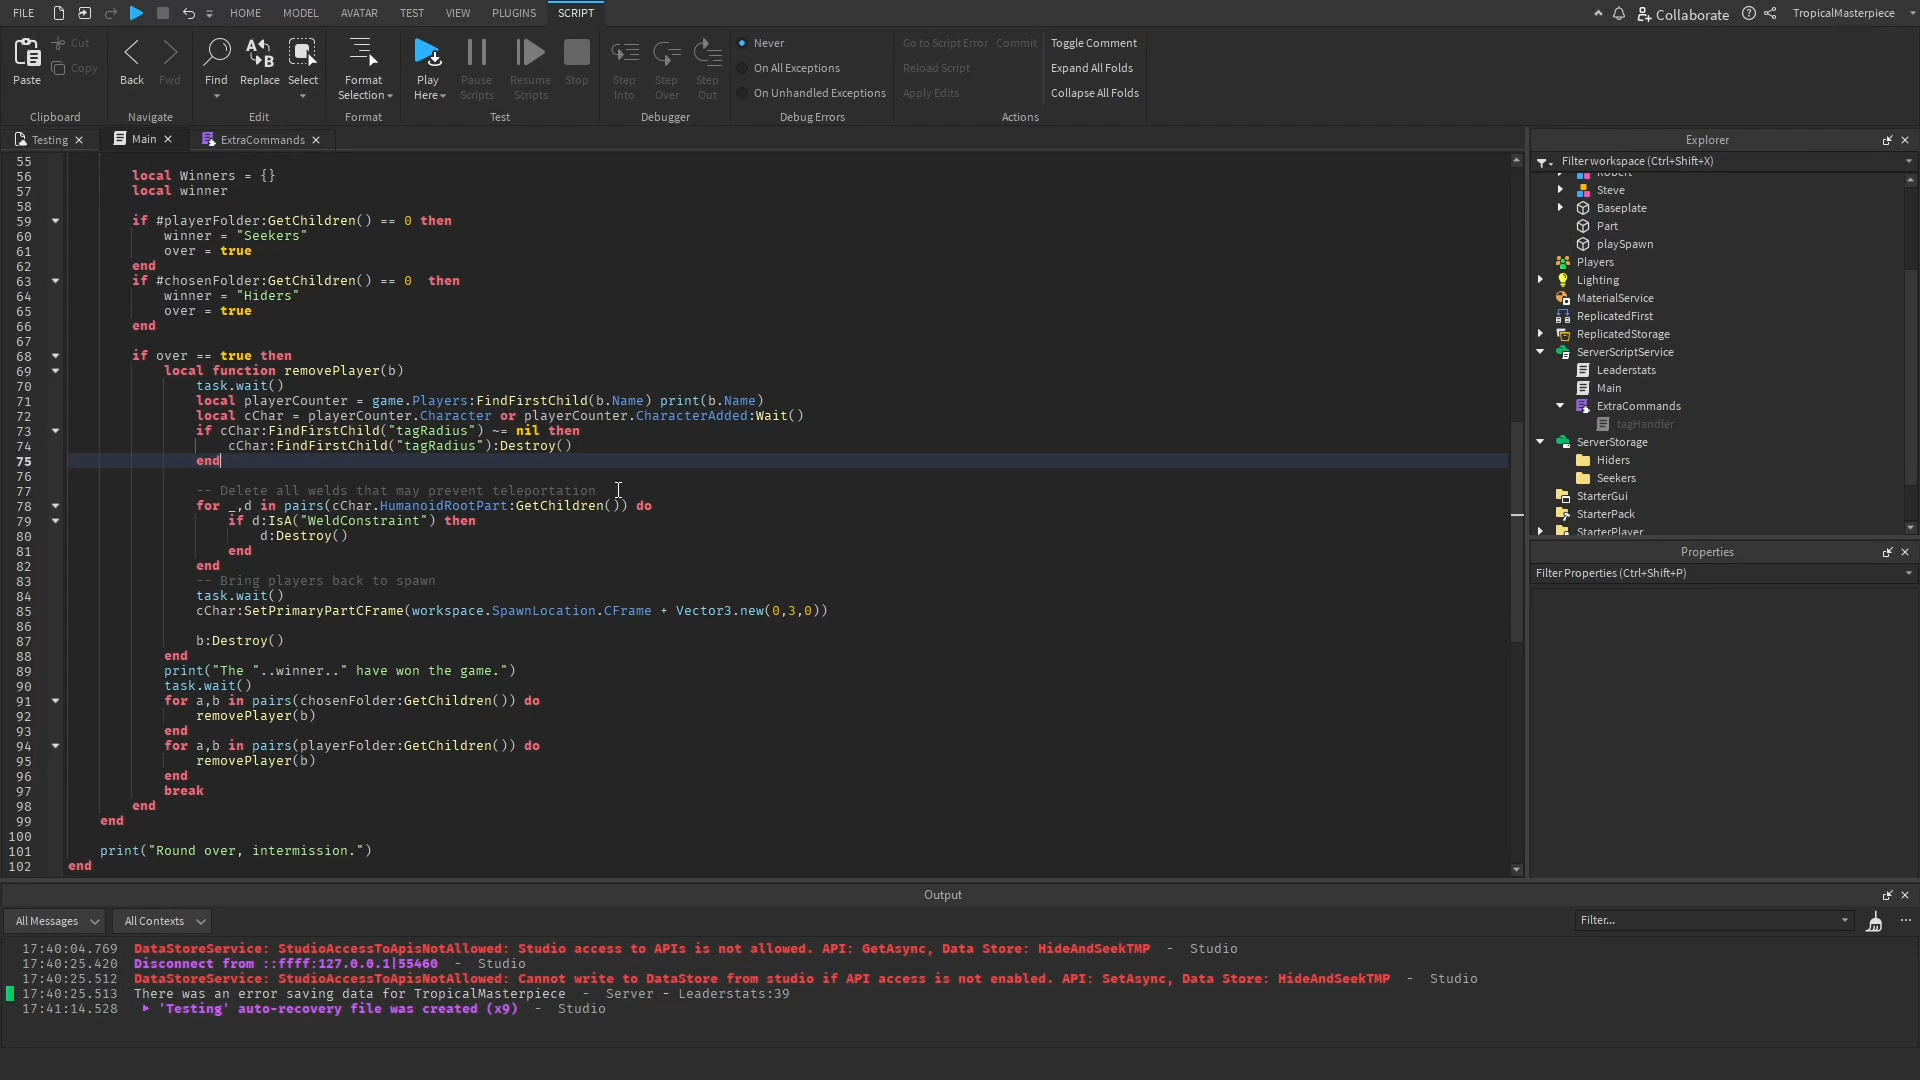 FILE HOME MODEL AVATAR TEST VIEW PLUGINS SCRIPT Collaborate TropicalMasterpiece
Paste Cut Copy Clipboard
Back Fwd Navigate
Find Replace Select Edit
Format Selection Format
Play Here Pause Scripts Resume Scripts Stop Test
Step Into Step Over Step Out Debugger
Never
On All Exceptions
On Unhandled Exceptions
Debug Errors
Go to Script Error Commit Toggle Comment
Reload Script Expand All Folds
Apply Edits Collapse All Folds
Actions
Testing Main ExtraCommands
55
56 local Winners = {}
57 local winner
58
59 if #playerFolder:GetChildren() == 0 then
60 winner = "Seekers"
61 over = true
62 end
63 if #chosenFolder:GetChildren() == 0  then
64 winner = "Hiders"
65 over = true
66 end
67
68 if over == true then
69 local function removePlayer(b)
70 task.wait()
71 local playerCounter = game.Players:FindFirstChild(b.Name) print(b.Name)
72 local cChar = playerCounter.Character or playerCounter.CharacterAdded:Wait()
73 if cChar:FindFirstChild("tagRadius") ~= nil then
74 cChar:FindFirstChild("tagRadius"):Destroy()
75 end
76
77 -- Delete all welds that may prevent teleportation
78 for _,d in pairs(cChar.HumanoidRootPart:GetChildren()) do
79 if d:IsA("WeldConstraint") then
80 d:Destroy()
81 end
82 end
83 -- Bring players back to spawn
84 task.wait()
85 cChar:SetPrimaryPartCFrame(workspace.SpawnLocation.CFrame + Vector3.new(0,3,0))
86
87 b:Destroy()
88 end
89 print("The "..winner.." have won the game.")
90 task.wait()
91 for a,b in pairs(chosenFolder:GetChildren()) do
92 removePlayer(b)
93 end
94 for a,b in pairs(playerFolder:GetChildren()) do
95 removePlayer(b)
96 end
97 break
98 end
99 end
100
101 print("Round over, intermission.")
102 end
Explorer
Filter workspace (Ctrl+Shift+X)
Robert
Steve
Baseplate
Part
playSpawn
Players
Lighting
MaterialService
ReplicatedFirst
ReplicatedStorage
ServerScriptService
Leaderstats
Main
ExtraCommands
tagHandler
ServerStorage
Hiders
Seekers
StarterGui
StarterPack
StarterPlayer
Properties
Filter Properties (Ctrl+Shift+P)
Output
All Messages All Contexts Filter...
17:40:04.769 DataStoreService: StudioAccessToApisNotAllowed: Studio access to APIs is not allowed. API: GetAsync, Data Store: HideAndSeekTMP - Studio
17:40:25.420 Disconnect from ::ffff:127.0.0.1|55460 - Studio
17:40:25.512 DataStoreService: StudioAccessToApisNotAllowed: Cannot write to DataStore from studio if API access is not enabled. API: SetAsync, Data Store: HideAndSeekTMP - Studio
17:40:25.513 There was an error saving data for TropicalMasterpiece - Server - Leaderstats:39
17:41:14.528 'Testing' auto-recovery file was created (x9) - Studio